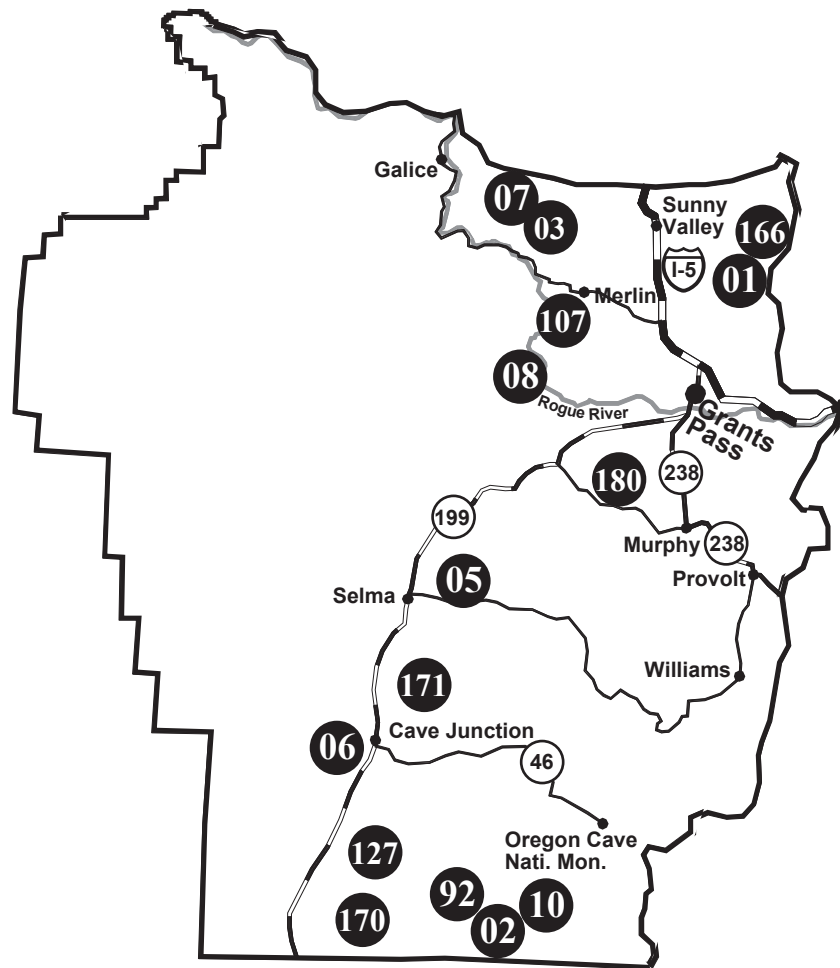 Galice
07
03
Sunny
Valley
166
I-5
01
Merlin
107
08
Rogue River
Grants
Pass
180
238
199
Murphy
238
05
Provolt
Selma
Williams
171
Cave Junction
06
46
Oregon Cave
Nati. Mon.
127
92
10
170
02